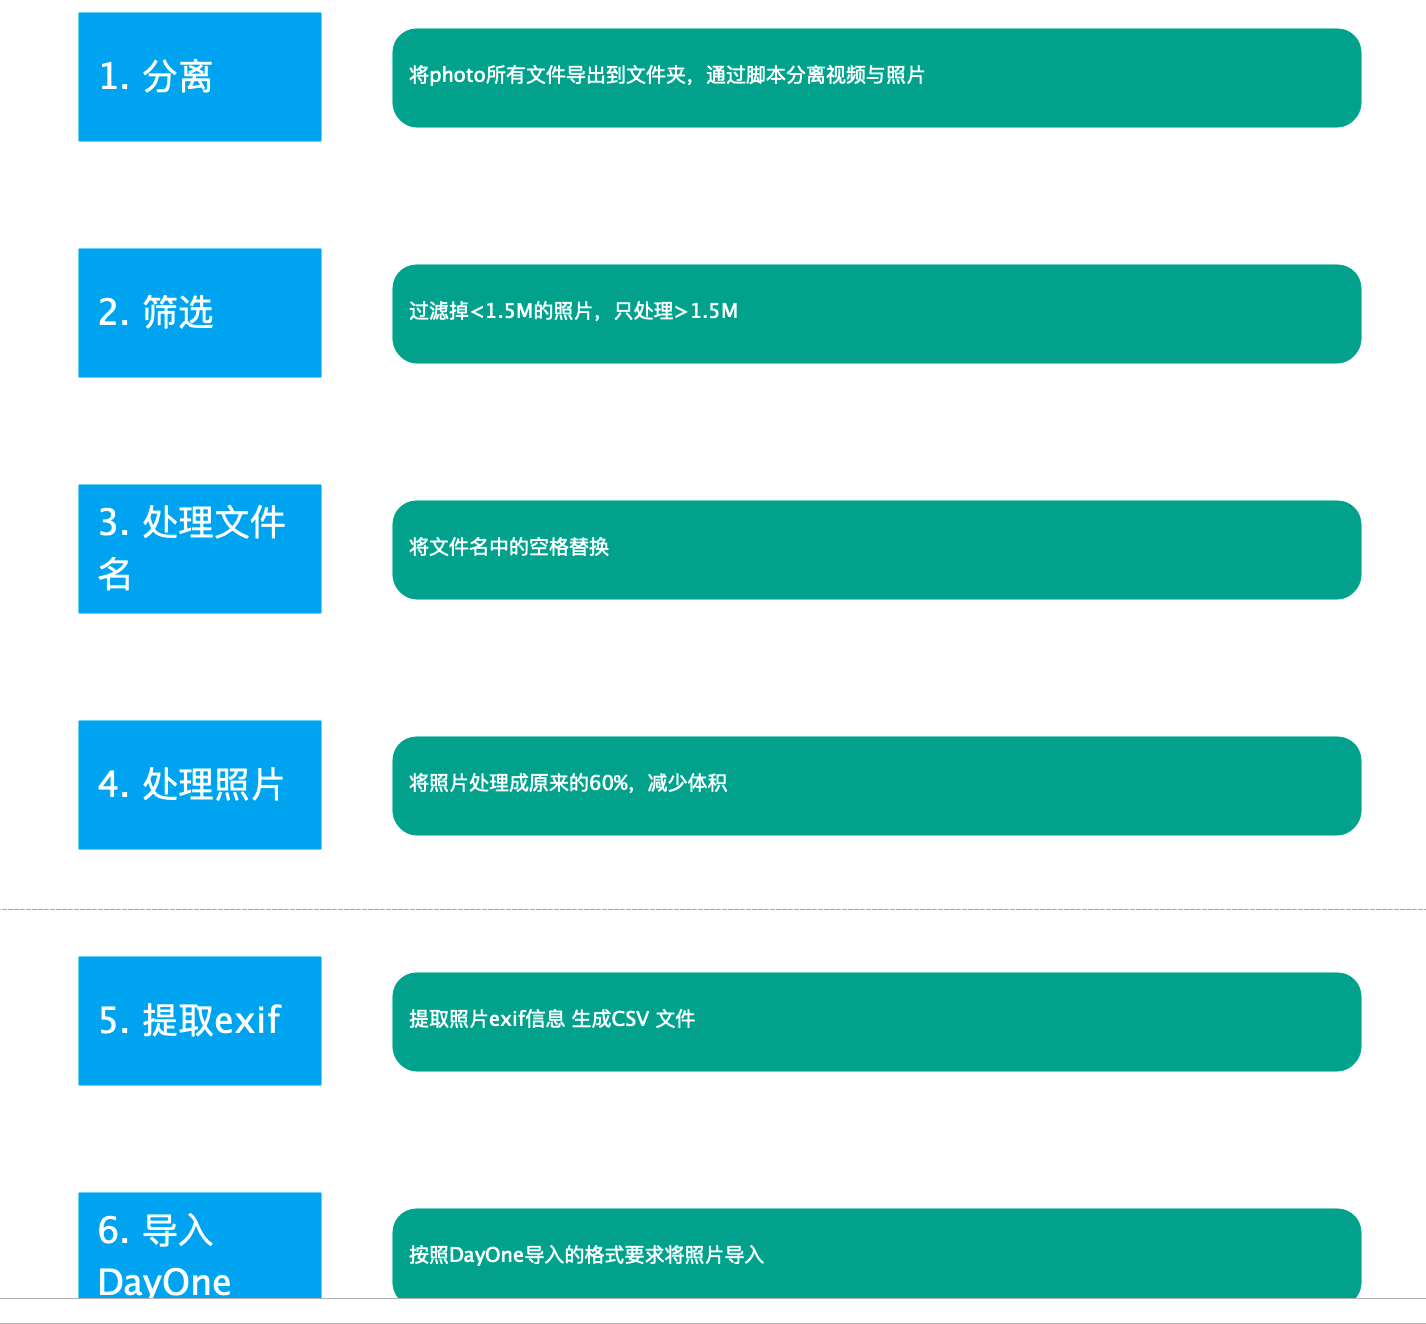 1. 分离
将photo所有文件导出到文件夹，通过脚本分离视频与照片
2. 筛选
过滤掉<1.5M的照片，只处理>1.5M
3. 处理文件
名
将文件名中的空格替换
4. 处理照片
将照片处理成原来的60%，减少体积
5. 提取exif
提取照片exif信息 生成CSV 文件
6. 导入
DayOne
按照DayOne导入的格式要求将照片导入